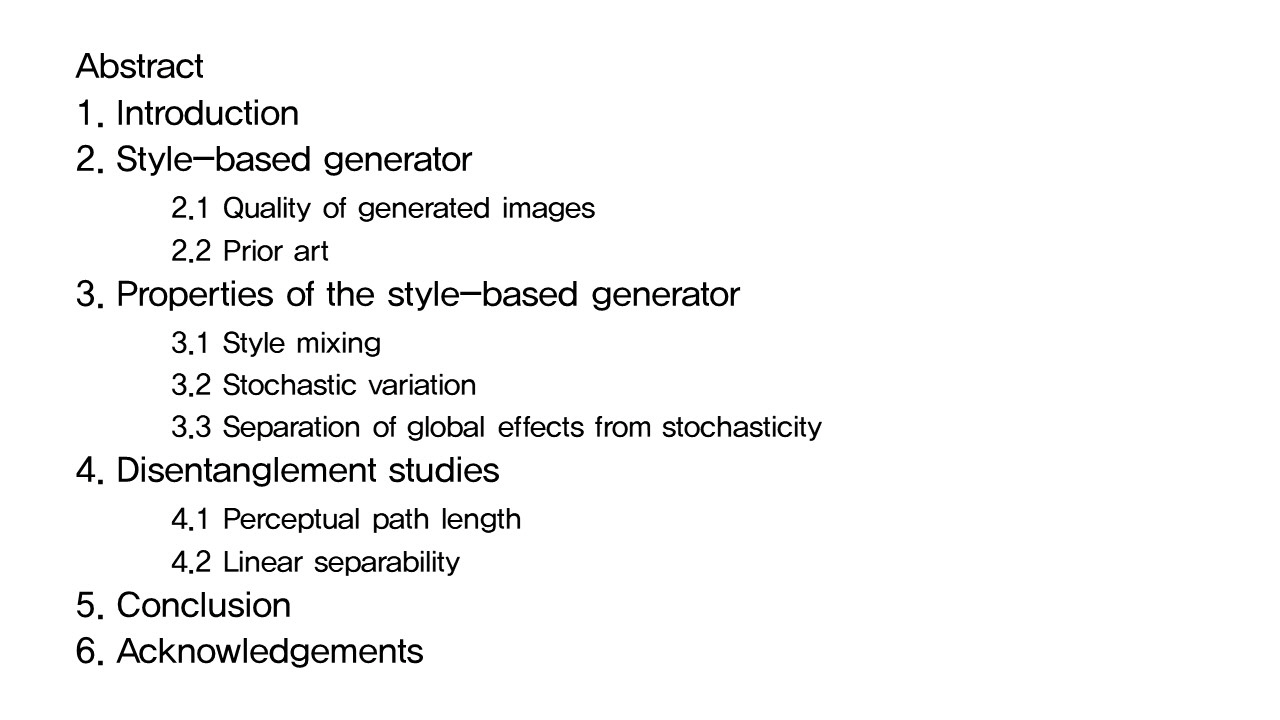 Abstract
1. Introduction
2. Style-based generator
2.1 Quality of generated images
2.2 Prior art
3. Properties of the style-based generator
3.1 Style mixing
3.2 Stochastic variation
3.3 Separation of global effects from stochasticity
4. Disentanglement studies
4.1 Perceptual path length
4.2 Linear separability
5. Conclusion
6. Acknowledgements